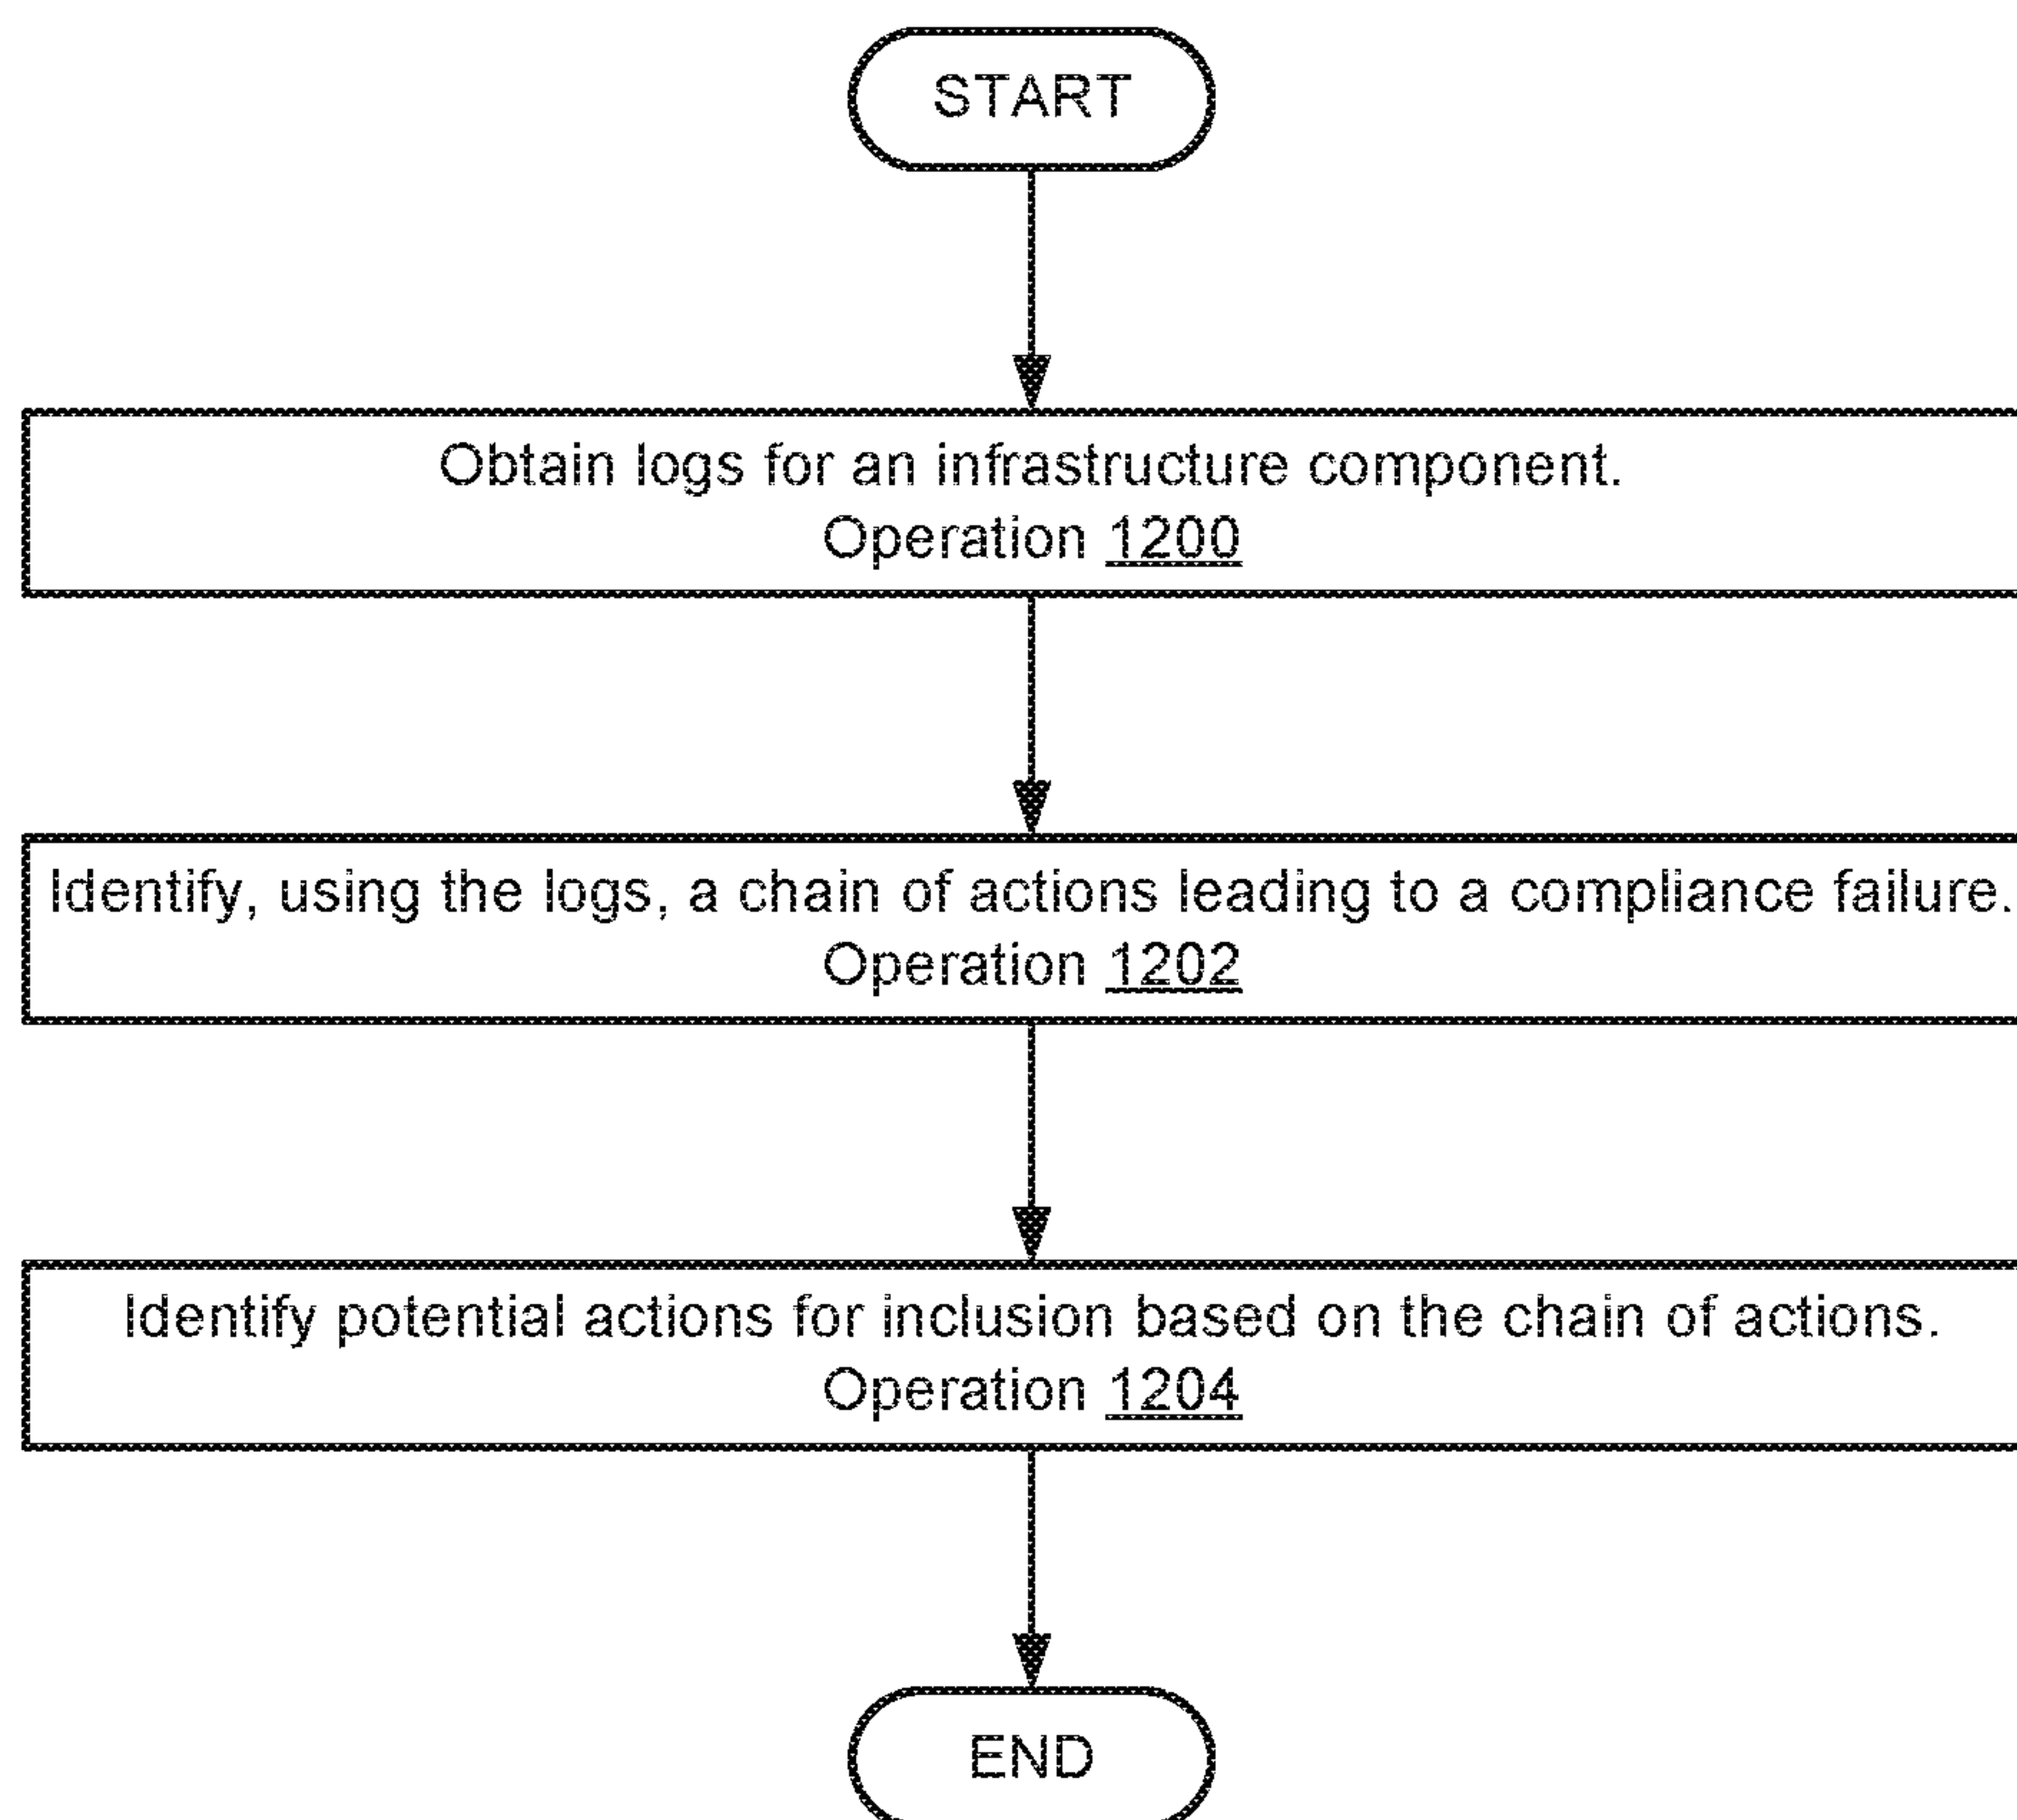 START
Obtain logs for an infrastructure component.
Operation 1200
Identify, using the logs, a chain of actions leading to a compliance failure.
Operation 1202
Identify potential actions for inclusion based on the chain of actions.
Operation 1204
END